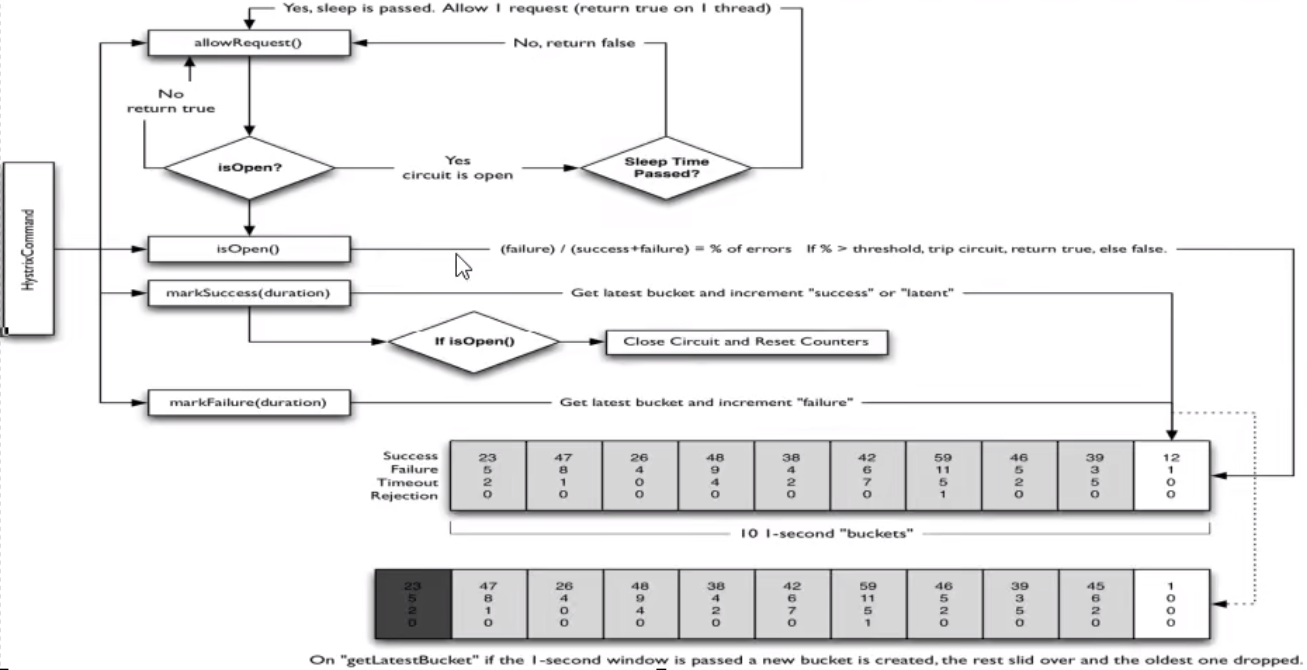 Yes, sleep is passed. Allow 1 request (return true on 1 thread)
allowRequest()
No, return false
No
return true
isOpen?
Yes
circuit is open
Sleep Time
Passed?
HystrixCommand
isOpen()
(failure) / (success+failure) = % of errors If % > threshold, trip circuit, return true, else false.
markSuccess(duration)
Get latest bucket and increment "success" or "latent"
If isOpen()
Close Circuit and Reset Counters
markFailure(duration)
Get latest bucket and increment "failure"
Success 23 47 26 48 38 42 59 46 39 12
Failure 5 8 4 9 4 6 11 5 3 1
Timeout 2 1 0 4 2 7 5 2 5 0
Rejection 0 0 0 0 0 0 1 0 0 0
10 1-second "buckets"
23 47 26 48 38 42 59 46 39 45 1
5 8 4 9 4 6 11 5 3 6 0
2 1 0 4 2 7 5 2 5 2 0
0 0 0 0 0 0 1 0 0 0 0
On "getLatestBucket" if the 1-second window is passed a new bucket is created, the rest slid over and the oldest one dropped.